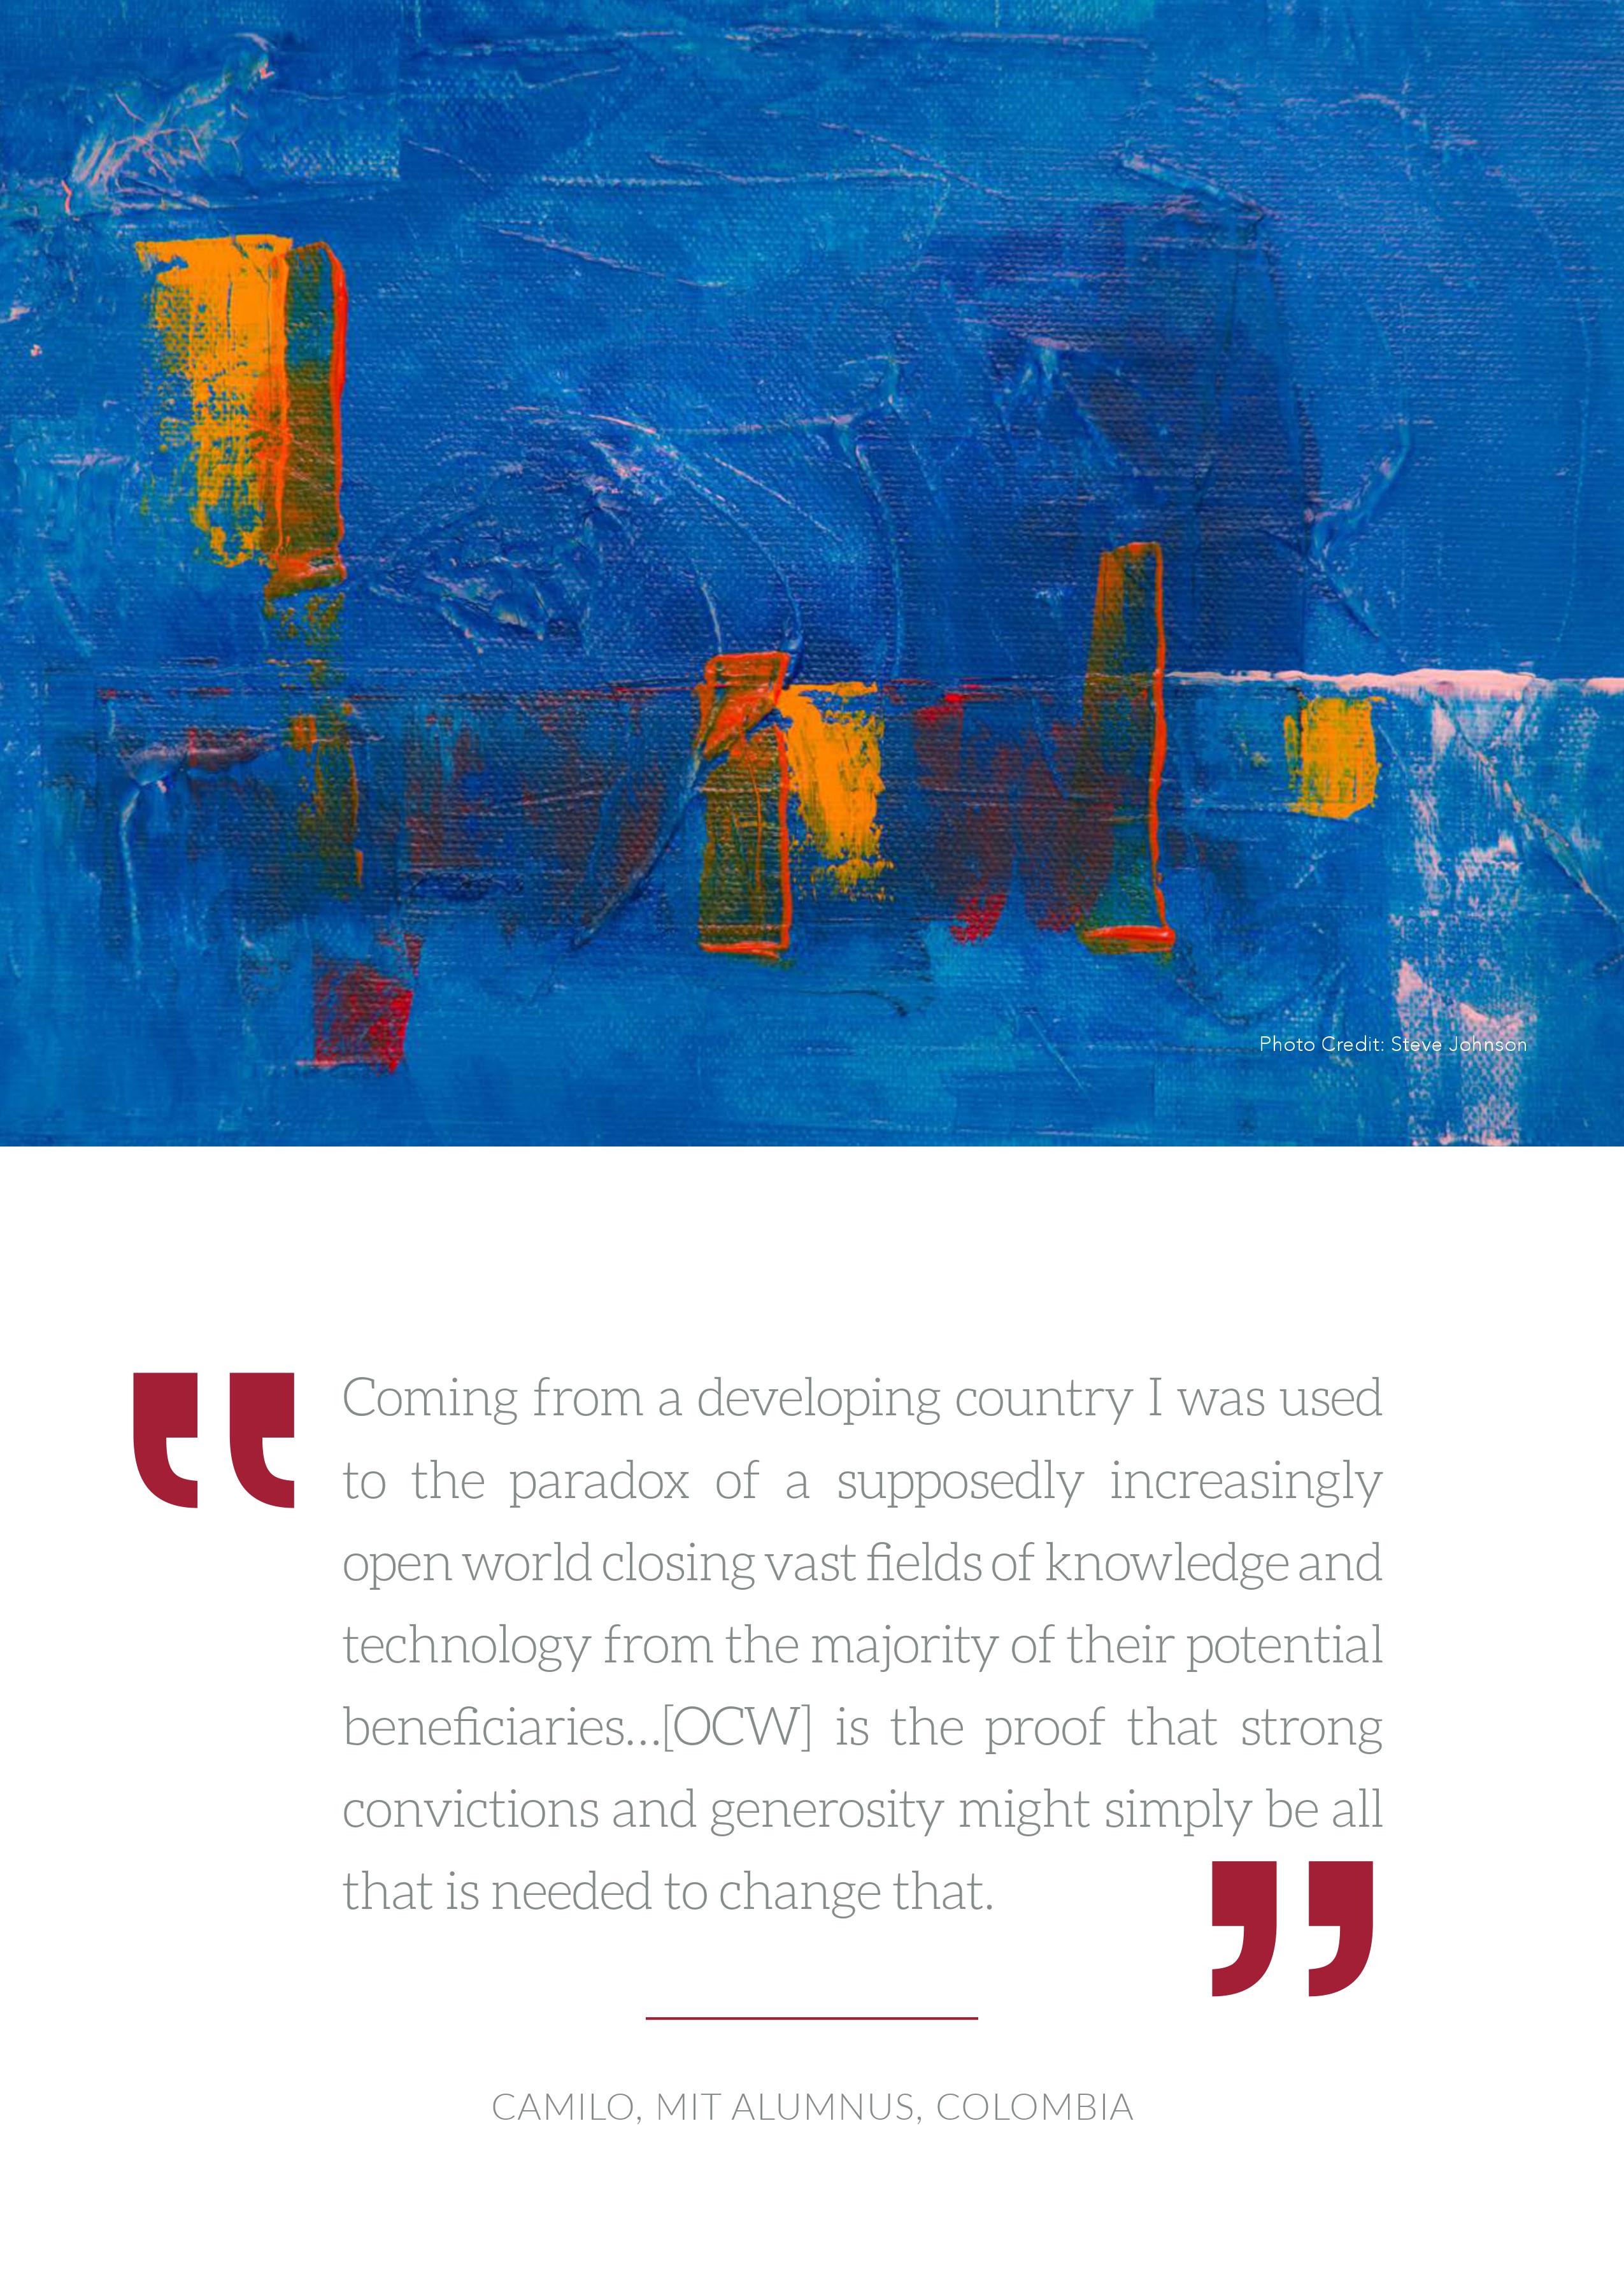 Photo Credit: Steve Johnson
“Coming from a developing country I was used
to the paradox of a supposedly increasingly
open world closing vast fields of knowledge and
technology from the majority of their potential
beneficiaries...[OCW] is the proof that strong
convictions and generosity might simply be all
that is needed to change that.”
CAMILO, MIT ALUMNUS, COLOMBIA